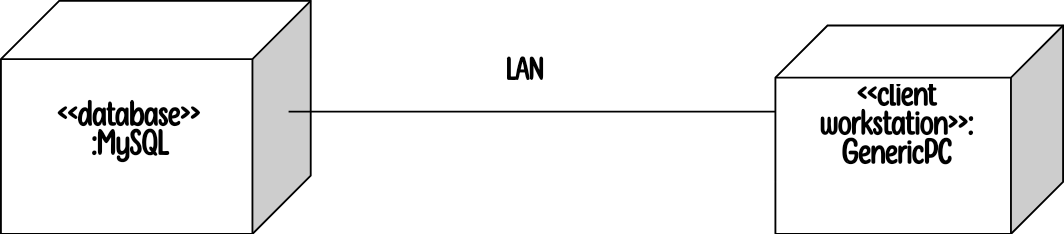 <<database>>
:MySQL
LAN
<<client
workstation>>:
GenericPC